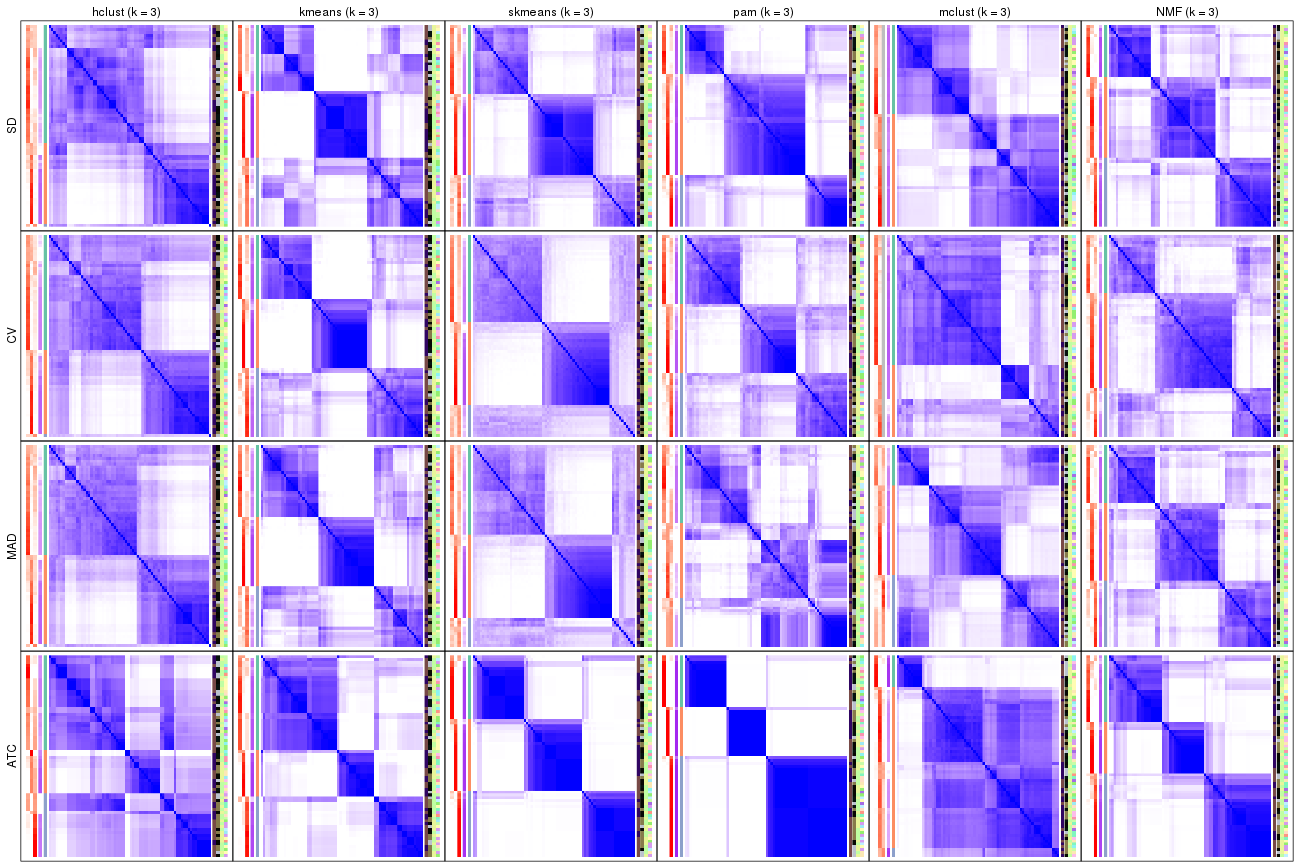 hclust (k = 3) kmeans (k = 3) skmeans (k = 3) pam (k = 3) mclust (k = 3) NMF (k = 3)
SD
CV
MAD
ATC